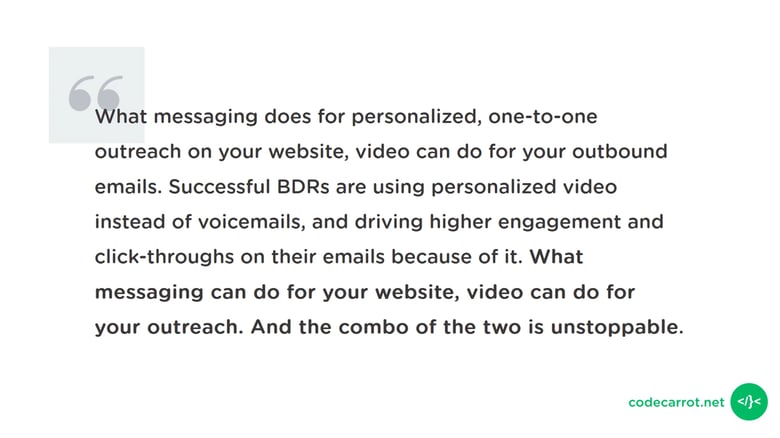 “
What messaging does for personalized, one-to-one
outreach on your website, video can do for your outbound
emails. Successful BDRs are using personalized video
instead of voicemails, and driving higher engagement and
click-throughs on their emails because of it. What
messaging can do for your website, video can do for
your outreach. And the combo of the two is unstoppable.
codecarrot.net
</}<